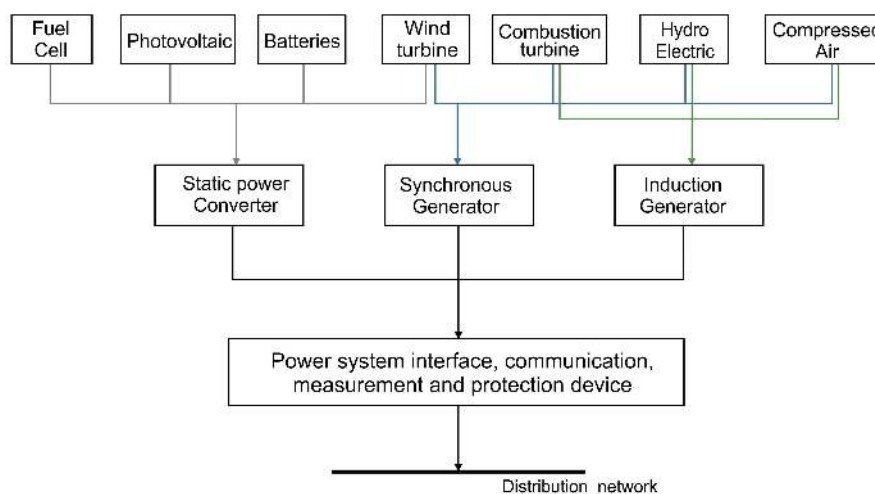 Fuel
Cell
Photovoltaic
Batteries
Wind
turbine
Combustion
turbine
Hydro
Electric
Compressed
Air
Static power
Converter
Synchronous
Generator
Induction
Generator
Power system interface, communication,
measurement and protection device
Distribution network